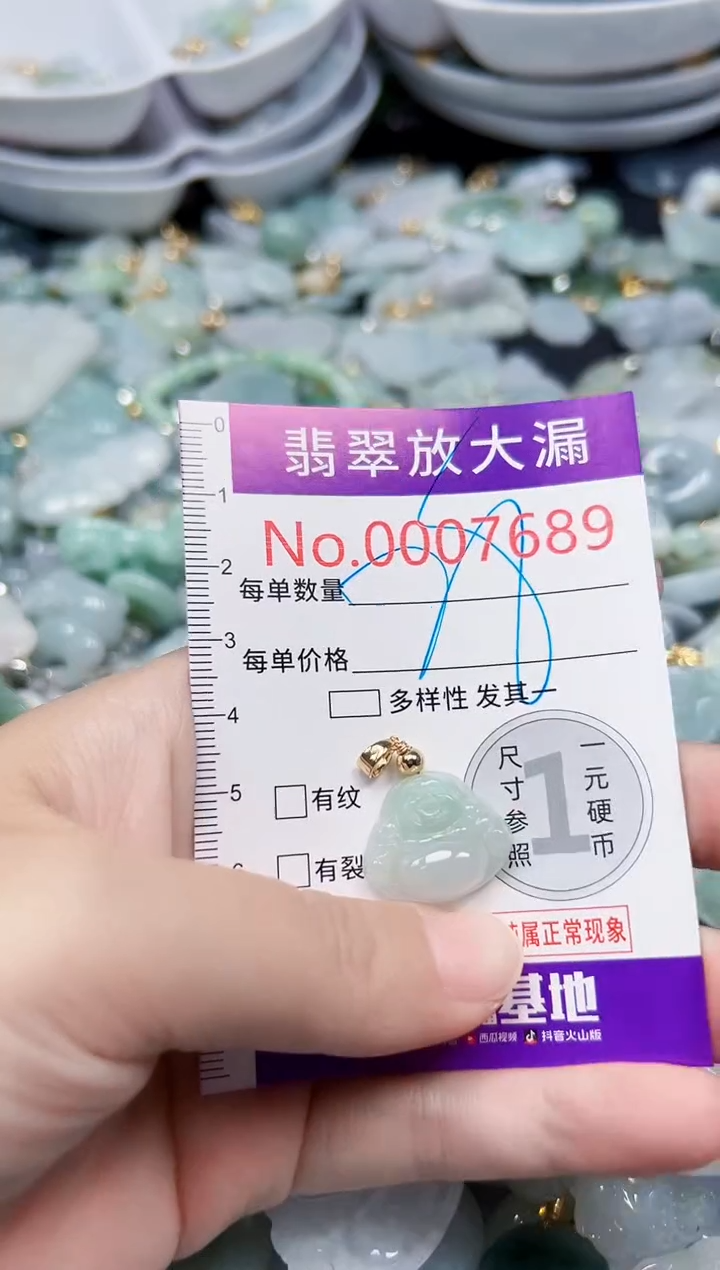 0
翡翠放大漏
1
No.0007689
2
每单数量
3
每单价格
多样性 发其一
4
尺寸参照
1
一元硬币
5
有纹
有裂
属正常现象
基地
西瓜视频 抖音火山版